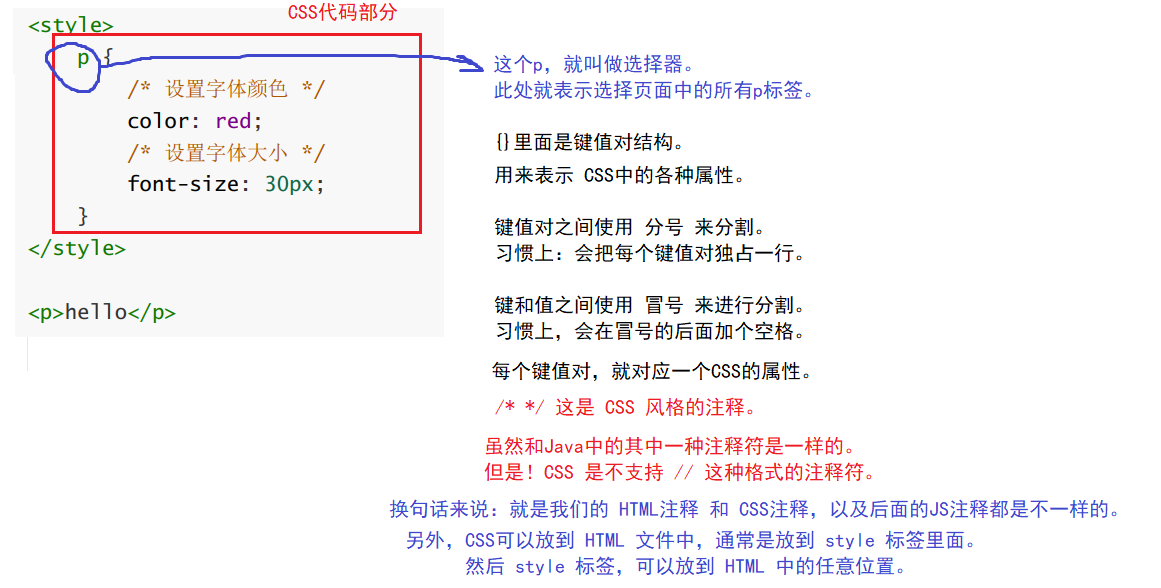 CSS代码部分
<style>
p {
/* 设置字体颜色 */
color: red;
/* 设置字体大小 */
font-size: 30px;
}
</style>
<p>hello</p>
这个p，就叫做选择器。
此处就表示选择页面中的所有p标签。
{}里面是键值对结构。
用来表示 CSS中的各种属性。
键值对之间使用 分号 来分割。
习惯上：会把每个键值对独占一行。
键和值之间使用 冒号 来进行分割。
习惯上，会在冒号的后面加个空格。
每个键值对，就对应一个CSS的属性。
/* */ 这是 CSS 风格的注释。
虽然和Java中的其中一种注释符是一样的。
但是！CSS 是不支持 // 这种格式的注释符。
换句话来说：就是我们的 HTML注释 和 CSS注释，以及后面的JS注释都是不一样的。
另外，CSS可以放到 HTML 文件中，通常是放到 style 标签里面。
然后 style 标签，可以放到 HTML 中的任意位置。